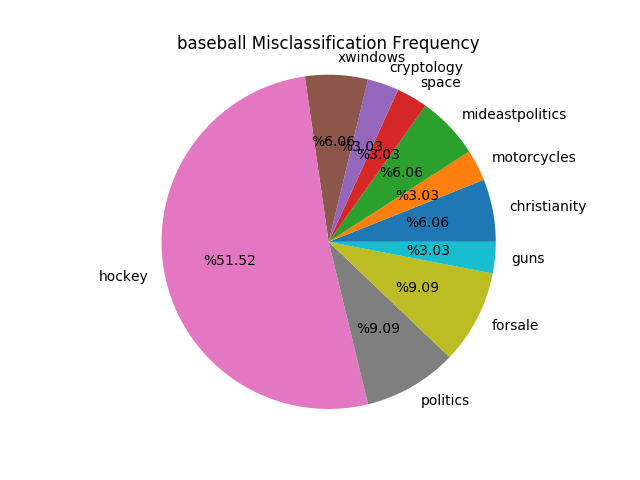 baseball Misclassification Frequency
xwindows
cryptology
space
mideastpolitics
motorcycles
christianity
guns
forsale
politics
hockey
%6.06
%3.03
%3.03
%6.06
%3.03
%6.06
%3.03
%9.09
%9.09
%51.52